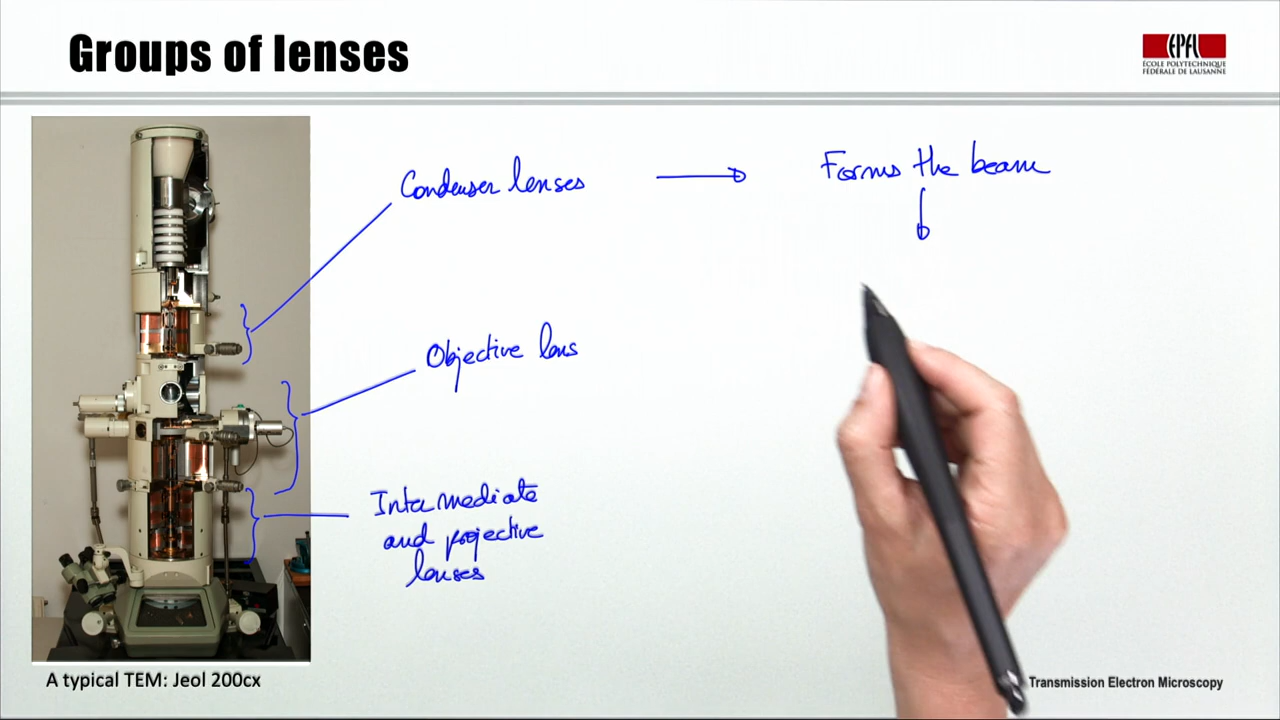 Groups of lenses
EPFL
ÉCOLE POLYTECHNIQUE
FÉDÉRALE DE LAUSANNE
Condenser lenses
Forms the beam
Objective lens
Intermediate
and projective
lenses
A typical TEM: Jeol 200cx
Transmission Electron Microscopy